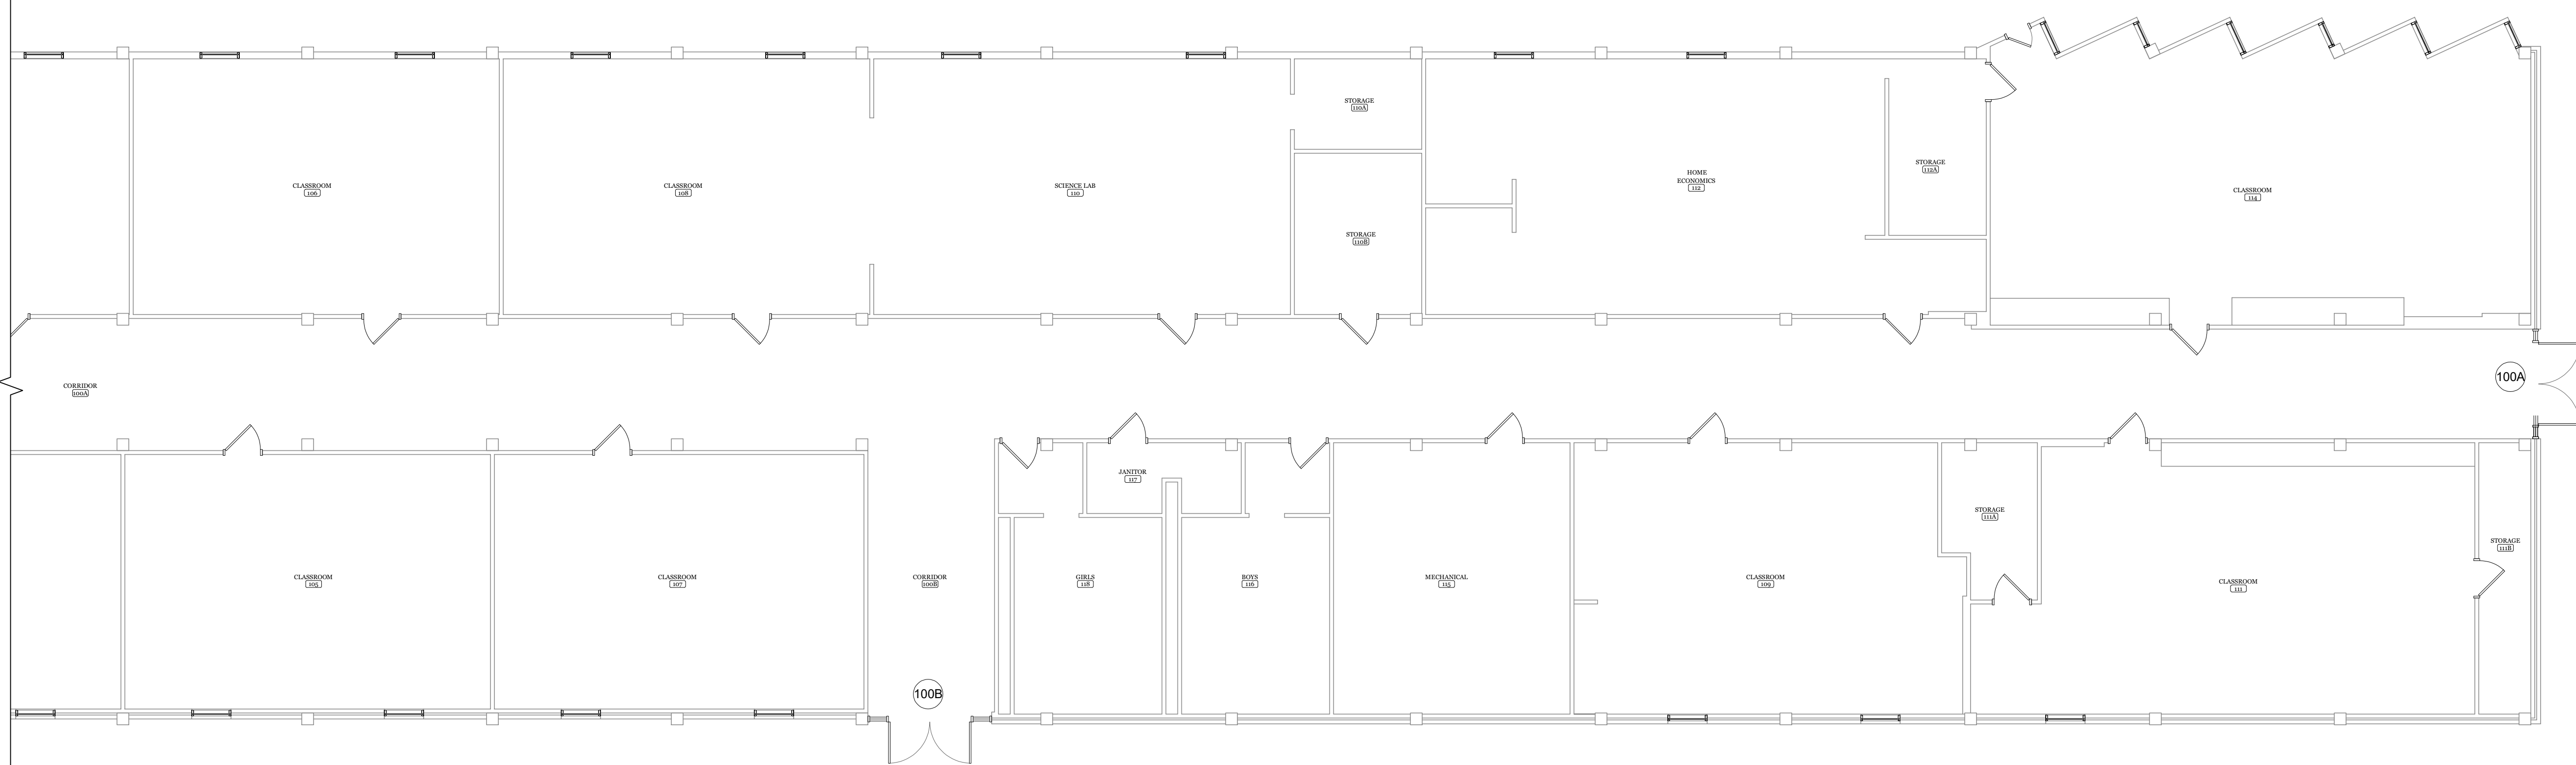 STORAGE
110A
HOME
ECONOMICS
112
STORAGE
112A
CLASSROOM
106
CLASSROOM
108
SCIENCE LAB
110
CLASSROOM
114
STORAGE
110B
CORRIDOR
100A
100A
JANITOR
117
STORAGE
111A
STORAGE
111B
CLASSROOM
105
CLASSROOM
107
CORRIDOR
100B
GIRLS
118
BOYS
116
MECHANICAL
115
CLASSROOM
109
CLASSROOM
111
100B